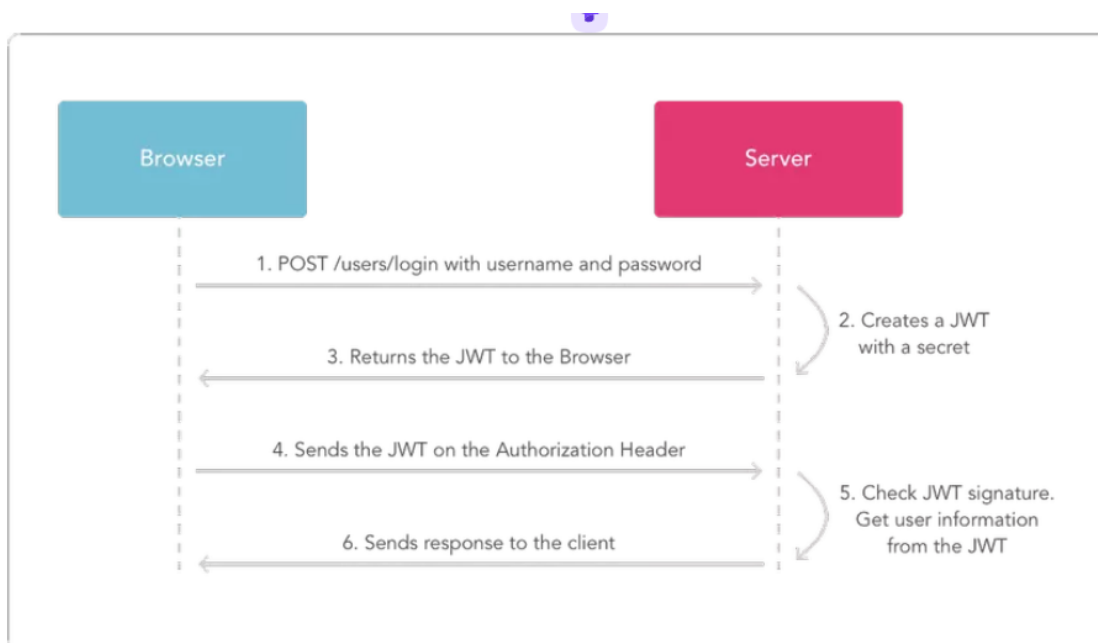 Browser
Server
1. POST /users/login with username and password
2. Creates a JWT
with a secret
3. Returns the JWT to the Browser
4. Sends the JWT on the Authorization Header
5. Check JWT signature.
Get user information
from the JWT
6. Sends response to the client